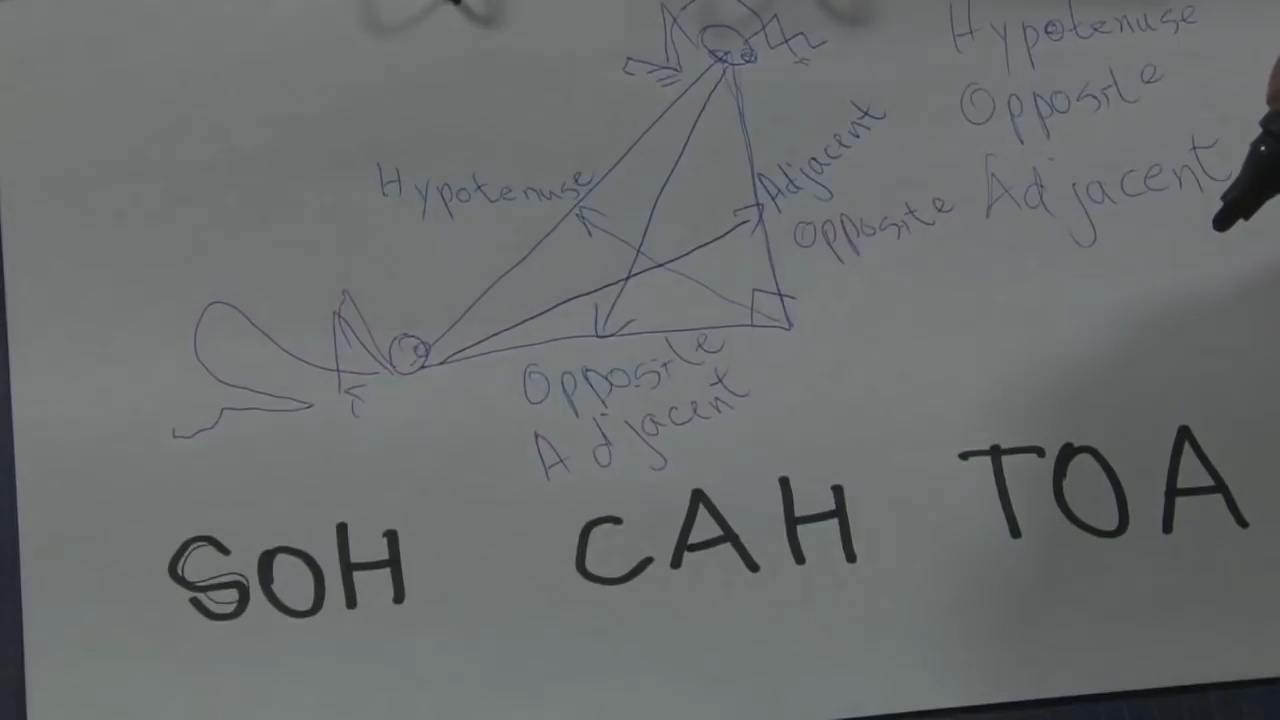 Hypotenuse
Opposite
Adjacent
Hypotenuse
Adjacent
Opposite
Opposite
Adjacent
SOH CAH TOA